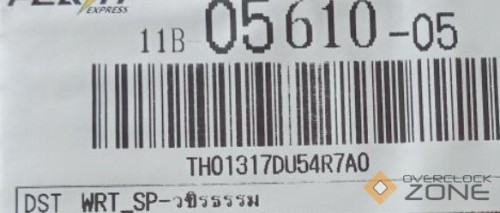 EXPRESS
11B 05610-05
TH01317DU54R7A0
DST WRT_SP-วชิรธรรม
OVERCLOCK
ZONE